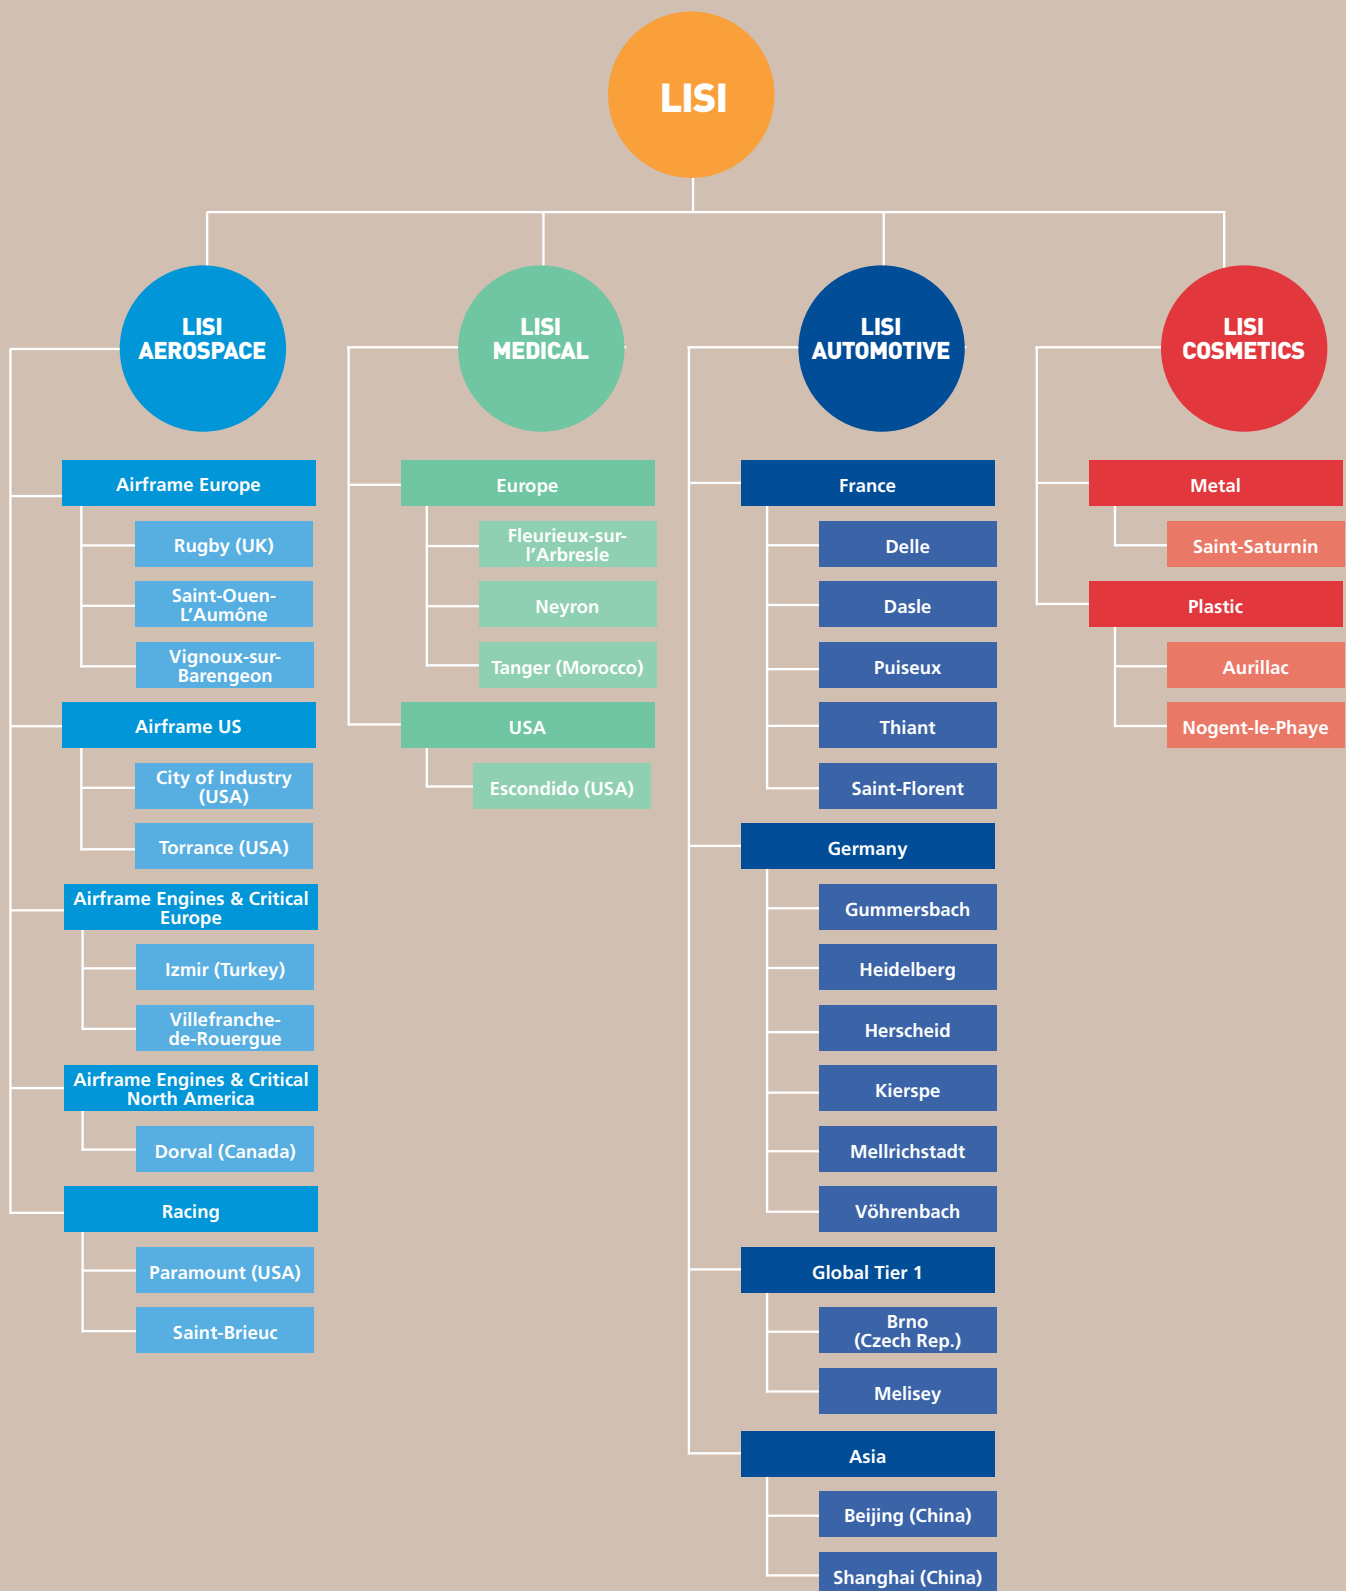 LISI
LISI
AEROSPACE
Airframe Europe
Rugby (UK)
Saint-Ouen-
L'Aumône
Vignoux-sur-
Barengeon
Airframe US
City of Industry
(USA)
Torrance (USA)
Airframe Engines & Critical
Europe
Izmir (Turkey)
Villefranche-
de-Rouergue
Airframe Engines & Critical
North America
Dorval (Canada)
Racing
Paramount (USA)
Saint-Brieuc
LISI
MEDICAL
Europe
Fleurieux-sur-
l'Arbresle
Neyron
Tanger (Morocco)
USA
Escondido (USA)
LISI
AUTOMOTIVE
France
Delle
Dasle
Puiseux
Thiant
Saint-Florent
Germany
Gummersbach
Heidelberg
Herscheid
Kierspe
Mellrichstadt
Vöhrenbach
Global Tier 1
Brno
(Czech Rep.)
Melisey
Asia
Beijing (China)
Shanghai (China)
LISI
COSMETICS
Metal
Saint-Saturnin
Plastic
Aurillac
Nogent-le-Phaye